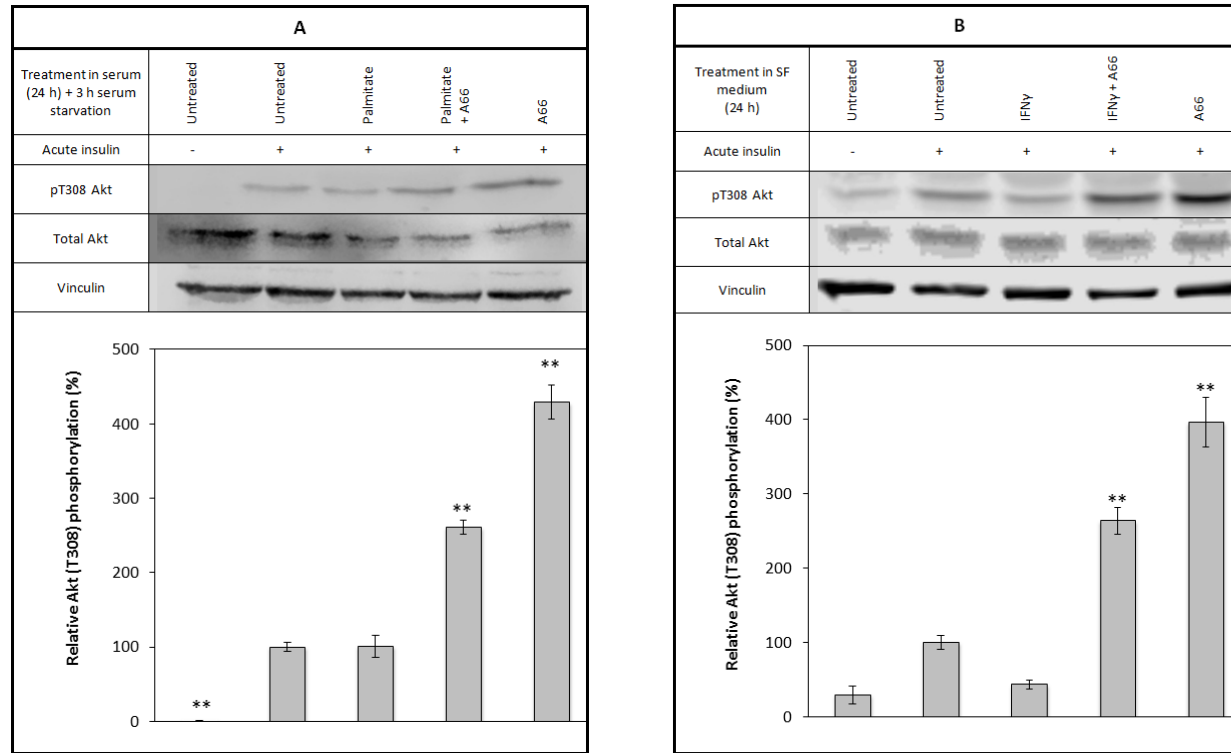 A
Treatment in serum
(24 h) + 3 h serum
starvation
Untreated
Untreated
Palmitate
Palmitate
+ A66
A66
Acute insulin
-
+
+
+
+
pT308 Akt
Total Akt
Vinculin
Relative Akt (T308) phosphorylation (%)
500
400
300
200
100
0
**
**
**
B
Treatment in SF
medium
(24 h)
Untreated
Untreated
IFNγ
IFNγ + A66
A66
Acute insulin
-
+
+
+
+
pT308 Akt
Total Akt
Vinculin
Relative Akt (T308) phosphorylation (%)
500
400
300
200
100
0
**
**